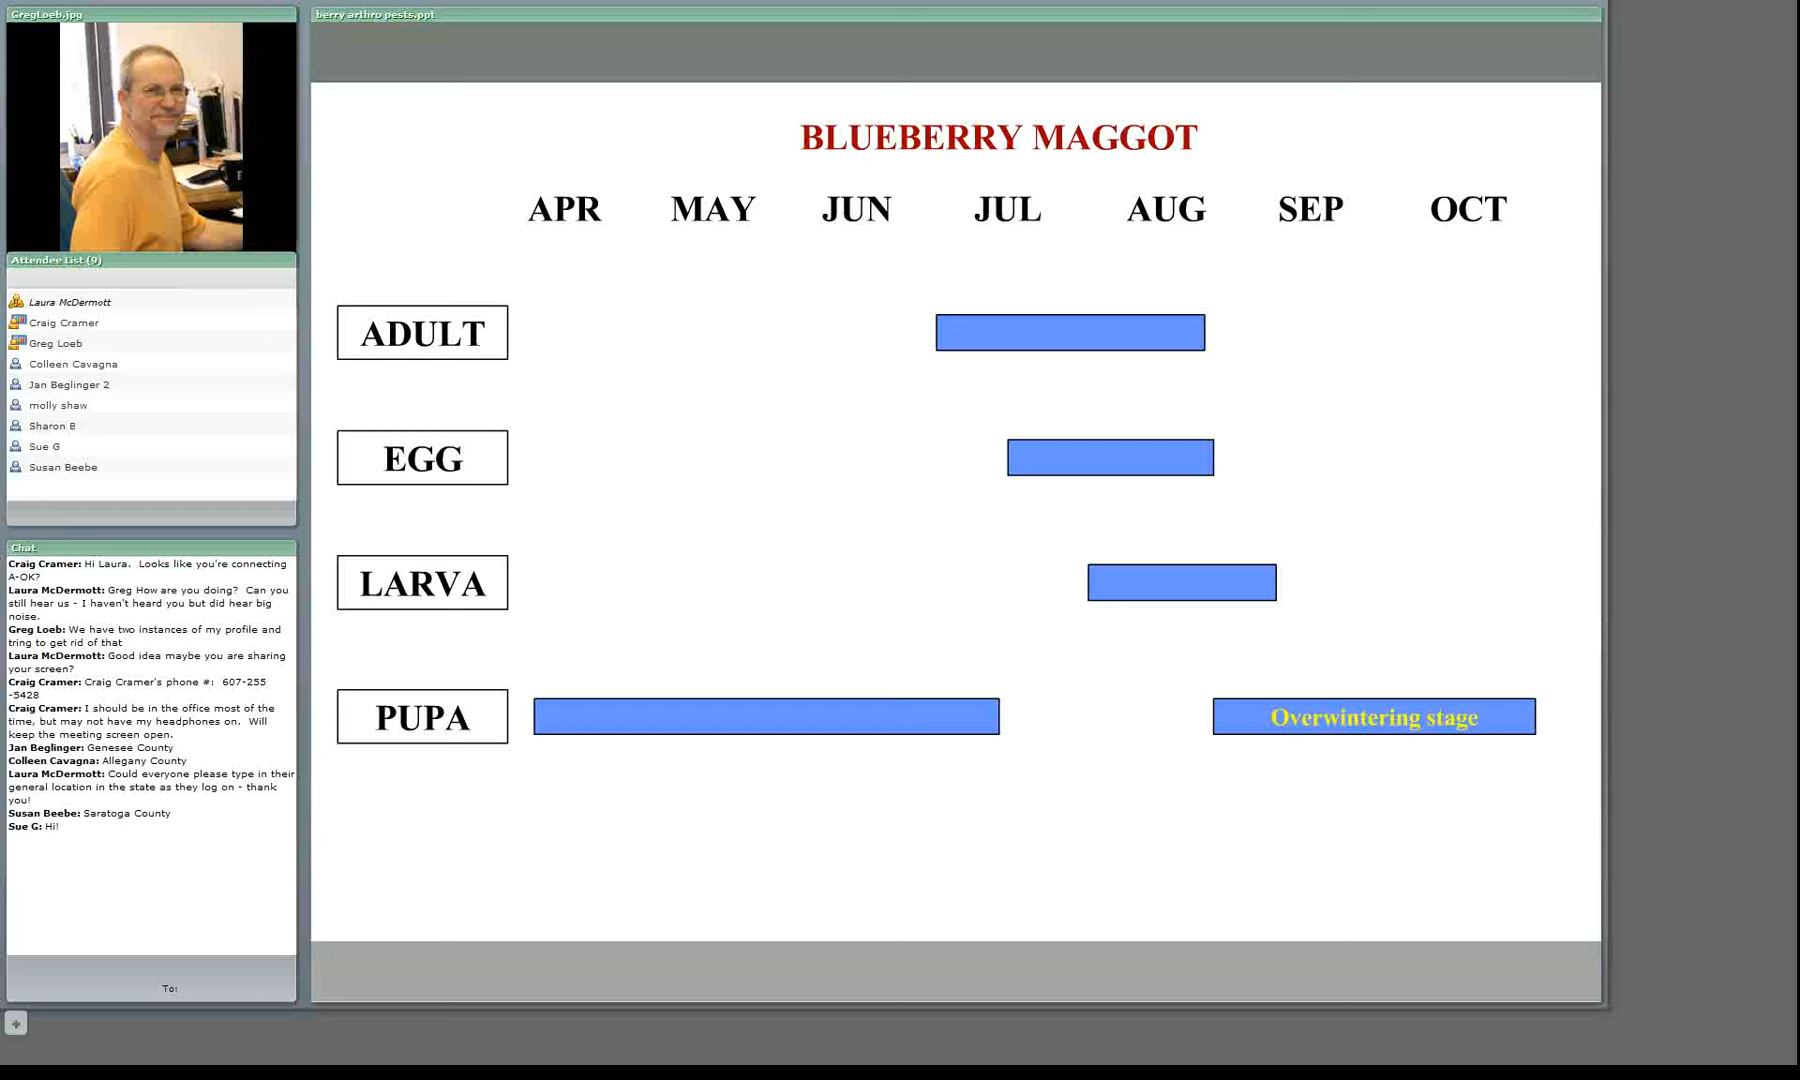 GregLoeb.jpg
Attendee List (9)
Laura McDermott
Craig Cramer
Greg Loeb
Colleen Cavagna
Jan Beglinger 2
molly shaw
Sharon B
Sue G
Susan Beebe
Chat
Craig Cramer: Hi Laura. Looks like you're connecting
A-OK?
Laura McDermott: Greg How are you doing? Can you
still hear us - I haven't heard you but did hear big
noise.
Greg Loeb: We have two instances of my profile and
tring to get rid of that
Laura McDermott: Good idea maybe you are sharing
your screen?
Craig Cramer: Craig Cramer's phone #: 607-255
-5428
Craig Cramer: I should be in the office most of the
time, but may not have my headphones on. Will
keep the meeting screen open.
Jan Beglinger: Genesee County
Colleen Cavagna: Allegany County
Laura McDermott: Could everyone please type in their
general location in the state as they log on - thank
you!
Susan Beebe: Saratoga County
Sue G: Hi!
To:
berry arthro pests.ppt
BLUEBERRY MAGGOT
APR MAY JUN JUL AUG SEP OCT
ADULT
EGG
LARVA
PUPA
Overwintering stage